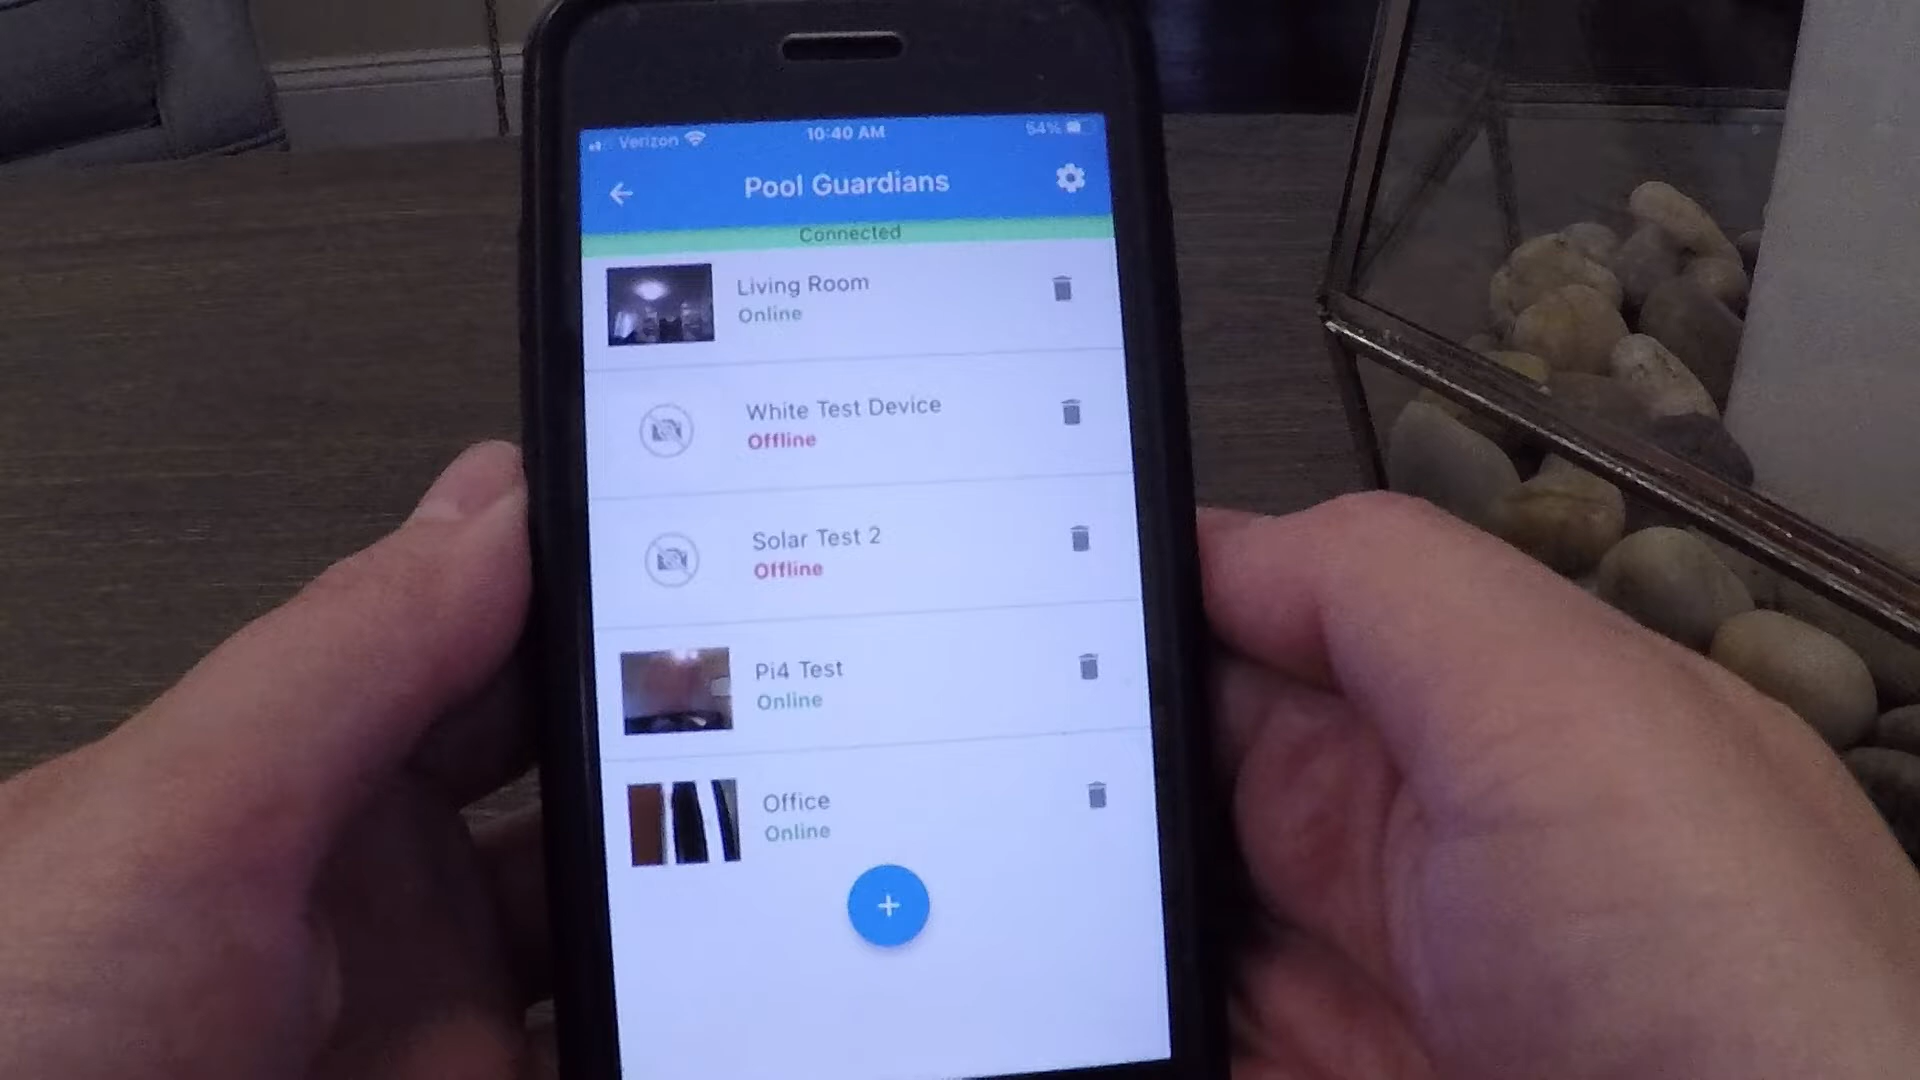 Verizon 10:40 AM 54%
Pool Guardians
Connected
Living Room
Online
White Test Device
Offline
Solar Test 2
Offline
Pi4 Test
Online
Office
Online
+